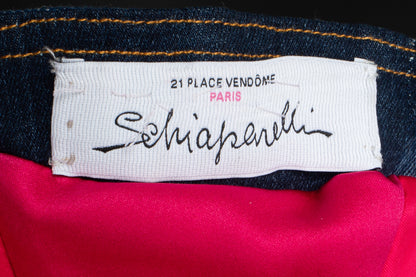 21 PLACE VENDÔME
PARIS
Schiaparelli